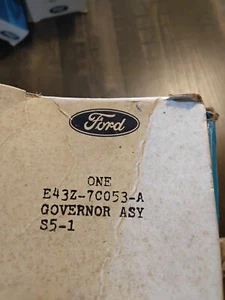 Ford
ONE
E43Z-7C053-A
GOVERNOR ASY
S5-1